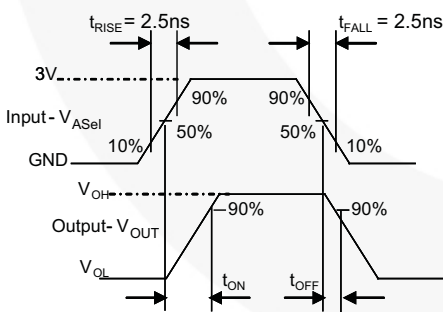 tRISE = 2.5ns
tFALL = 2.5ns
3V
90%
90%
Input - VASel
50%
50%
10%
10%
GND
VOH
90%
90%
Output- VOUT
VOL
tON
tOFF